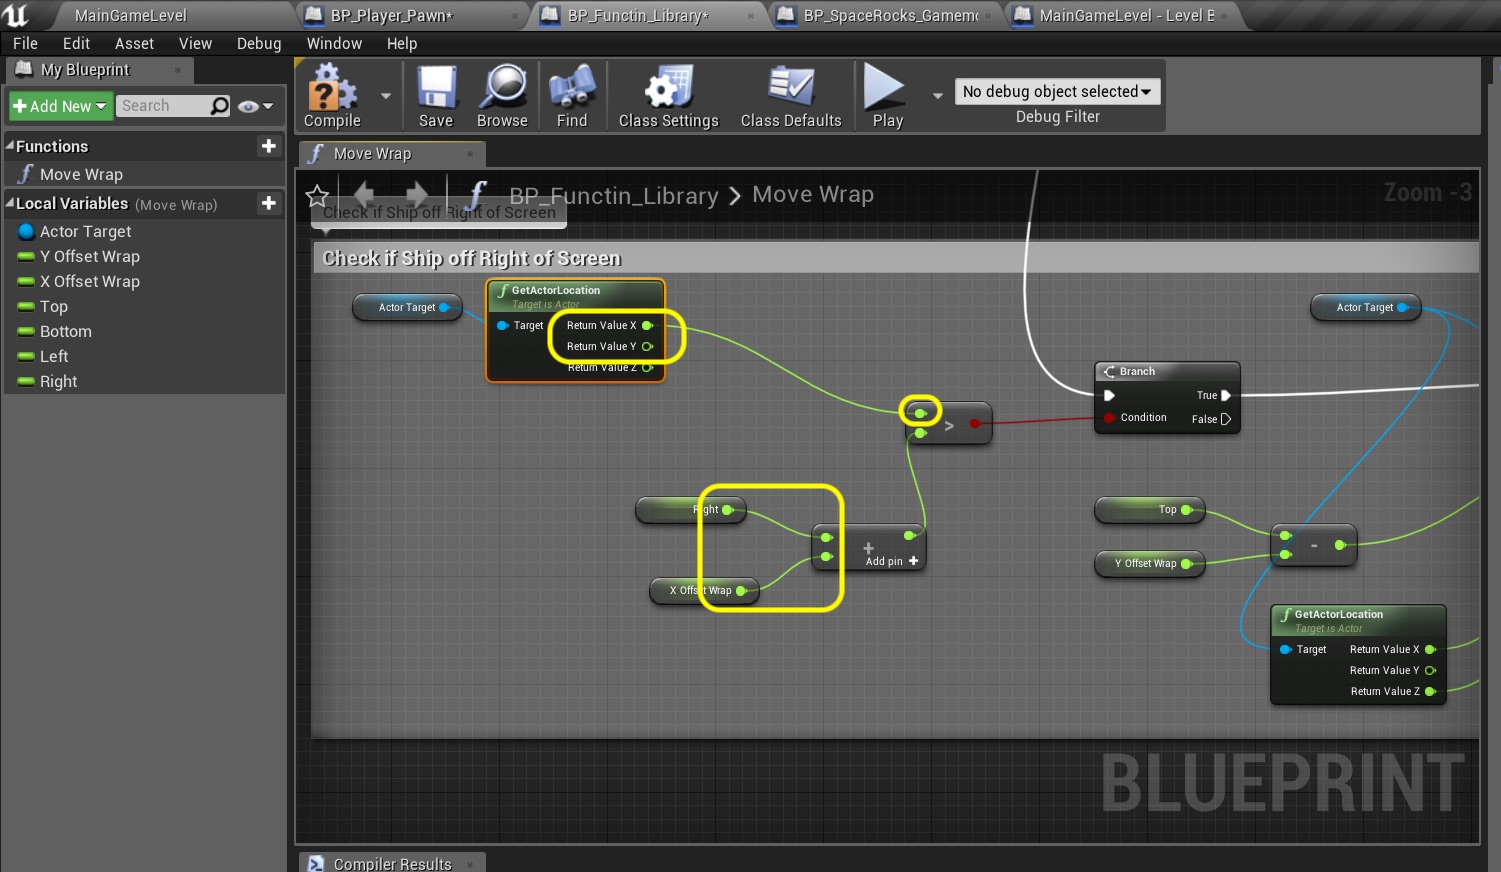 MainGameLevel
BP_Player_Pawn*
BP_Functin_Library*
BP_SpaceRocks_Gamemo
MainGameLevel - Level B
File Edit Asset View Debug Window Help
My Blueprint
Add New
Search
Functions
Move Wrap
Local Variables (Move Wrap)
Actor Target
Y Offset Wrap
X Offset Wrap
Top
Bottom
Left
Right
Compile
Save
Browse
Find
Class Settings
Class Defaults
Play
No debug object selected
Debug Filter
Move Wrap
BP_Functin_Library > Move Wrap
Zoom -3
Check if Ship off Right of Screen
Check if Ship off Right of Screen
Actor Target
GetActorLocation
Target is Actor
Target
Return Value X
Return Value Y
Return Value Z
>
Right
X Offset Wrap
+
Add pin +
Branch
True
Condition
False
Actor Target
Top
Y Offset Wrap
-
GetActorLocation
Target is Actor
Target
Return Value X
Return Value Y
Return Value Z
BLUEPRINT
Compiler Results